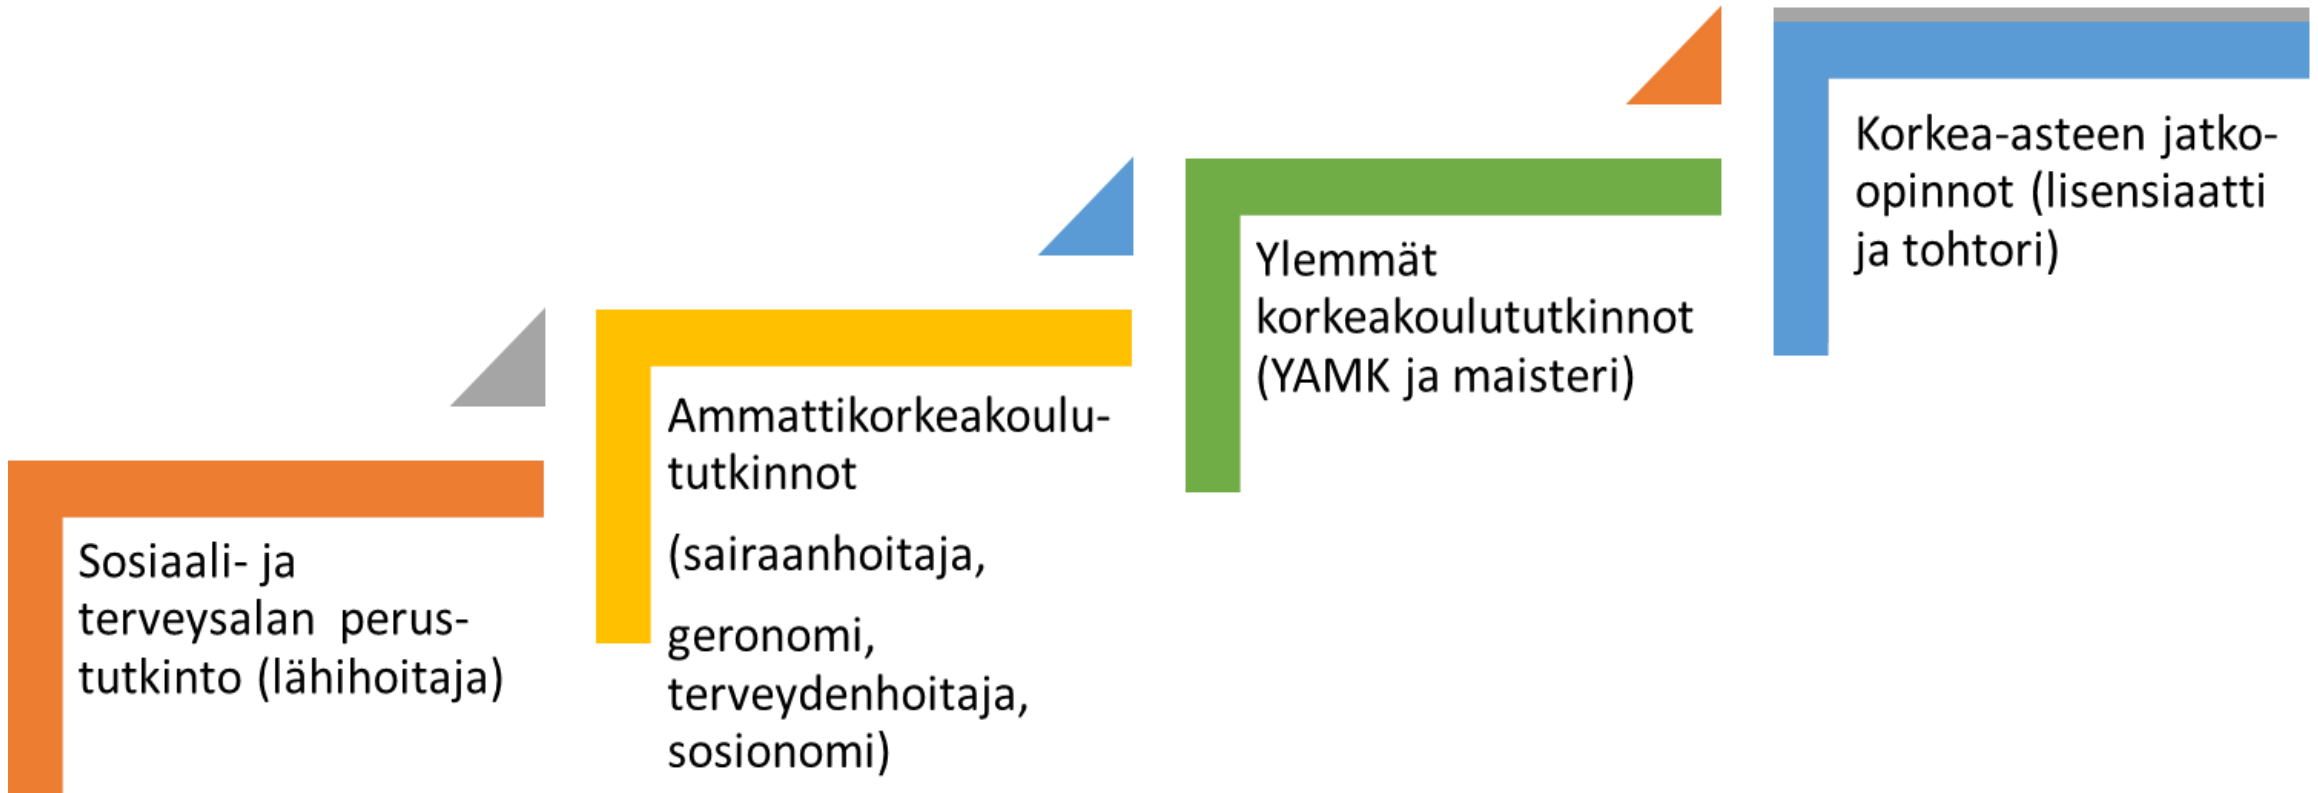 Sosiaali- ja
terveysalan perus-
tutkinto (lähihoitaja)
Ammattikorkeakoulu-
tutkinnot
(sairaanhoitaja,
geronomi,
terveydenhoitaja,
sosionomi)
Ylemmät
korkeakoulututkinnot
(YAMK ja maisteri)
Korkea-asteen jatko-
opinnot (lisensiaatti
ja tohtori)